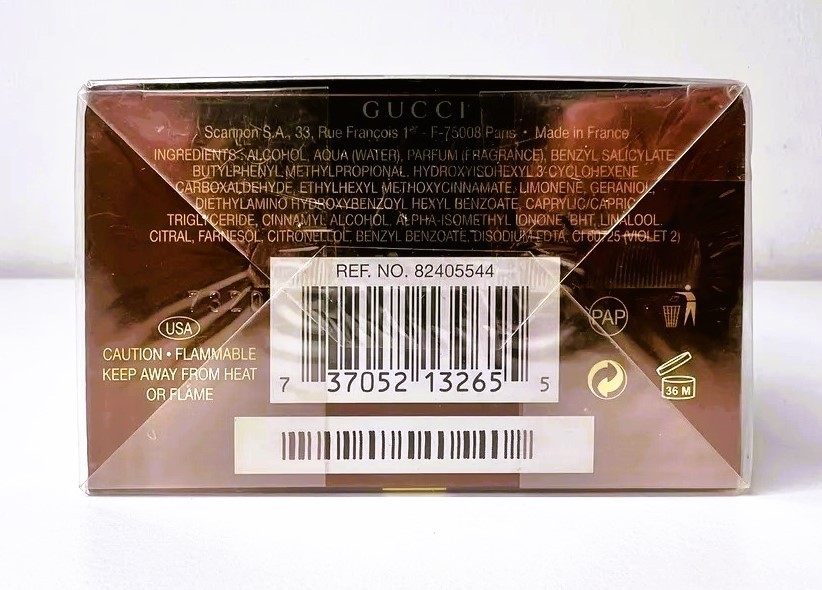 GUCCI
Scannon S.A., 33, Rue François 1er - F-75008 Paris • Made in France
INGREDIENTS: ALCOHOL, AQUA (WATER), PARFUM (FRAGRANCE), BENZYL SALICYLATE,
BUTYLPHENYL METHYLPROPIONAL, HYDROXYISOHEXYL 3-CYCLOHEXENE
CARBOXALDEHYDE, ETHYLHEXYL METHOXYCINNAMATE, LIMONENE, GERANIOL,
DIETHYLAMINO HYDROXYBENZOYL HEXYL BENZOATE, CAPRYLIC/CAPRIC
TRIGLYCERIDE, CINNAMYL ALCOHOL, ALPHA-ISOMETHYL IONONE, BHT, LINALOOL,
CITRAL, FARNESOL, CITRONELLOL, BENZYL BENZOATE, DISODIUM EDTA, CI 60725 (VIOLET 2)
REF. NO. 82405544
7 37052 13265 5
USA
CAUTION • FLAMMABLE
KEEP AWAY FROM HEAT
OR FLAME
PAP
36 M